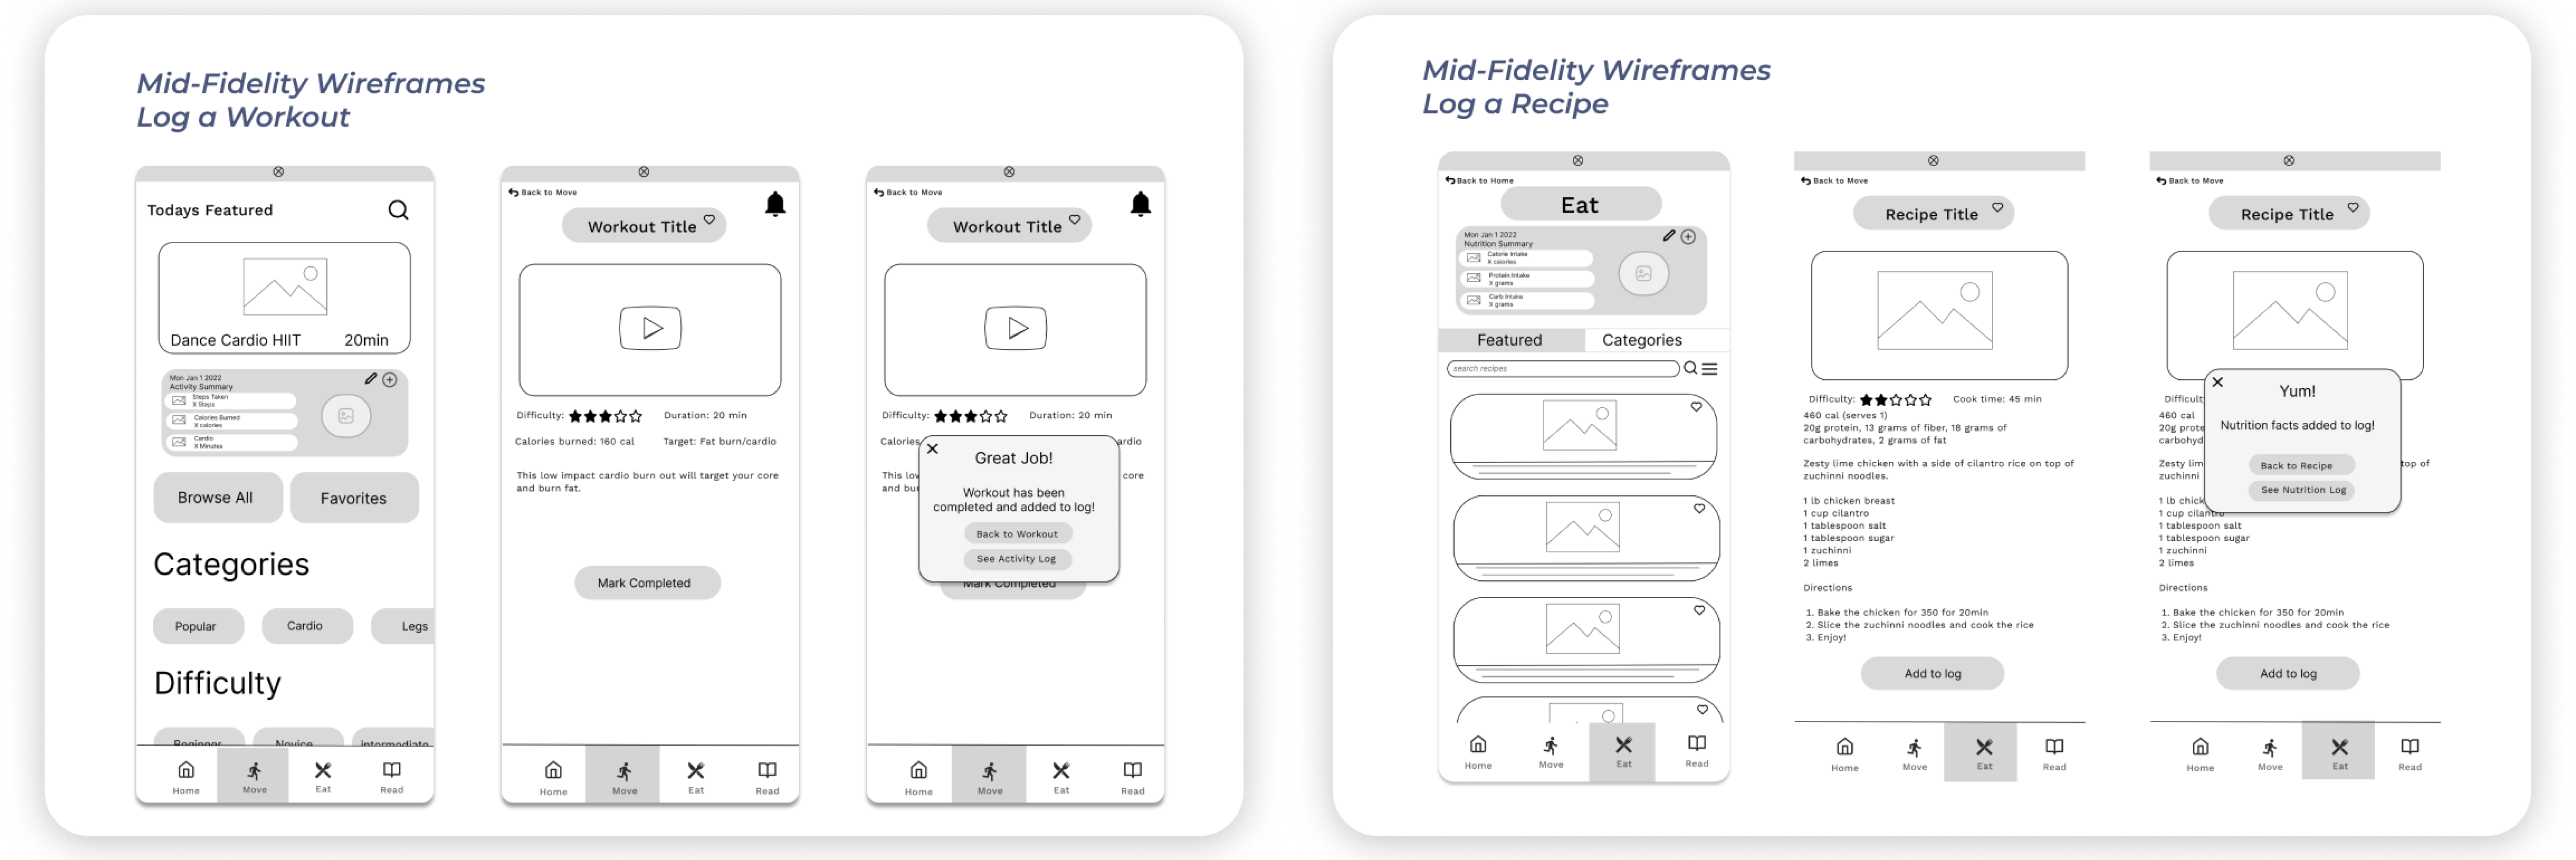 Mid-Fidelity Wireframes
Log a Workout
Todays Featured
Dance Cardio HIIT 20min
Mon Jan 1 2022
Activity Summary
Steps Taken
X Steps
Calories Burned
X calories
Cardio
X Minutes
Browse All Favorites
Categories
Popular Cardio Legs
Difficulty
Beginner Novice intermediate
Home Move Eat Read
Back to Move
Workout Title
Difficulty: Duration: 20 min
Calories burned: 160 cal Target: Fat burn/cardio
This low impact cardio burn out will target your core
and burn fat.
Mark Completed
Home Move Eat Read
Back to Move
Workout Title
Difficulty: Duration: 20 min
Calories ardio
This low core
and bur
Great Job!
Workout has been
completed and added to log!
Back to Workout
See Activity Log
Mark Completed
Home Move Eat Read
Mid-Fidelity Wireframes
Log a Recipe
Back to Home
Eat
Mon Jan 1 2022
Nutrition Summary
Calorie Intake
X calories
Protein Intake
X grams
Carb Intake
X grams
Featured Categories
search recipes
Home Move Eat Read
Back to Move
Recipe Title
Difficulty: Cook time: 45 min
460 cal (serves 1)
20g protein, 13 grams of fiber, 18 grams of
carbohydrates, 2 grams of fat
Zesty lime chicken with a side of cilantro rice on top of
zuchinni noodles.
1 lb chicken breast
1 cup cilantro
1 tablespoon salt
1 tablespoon sugar
1 zuchinni
2 limes
Directions
1. Bake the chicken for 350 for 20min
2. Slice the zuchinni noodles and cook the rice
3. Enjoy!
Add to log
Home Move Eat Read
Back to Move
Recipe Title
Difficult
460 cal
20g prote
carbohyd
Zesty lim top of
zuchinni
1 lb chick
1 cup cilantro
1 tablespoon salt
1 tablespoon sugar
1 zuchinni
2 limes
Yum!
Nutrition facts added to log!
Back to Recipe
See Nutrition Log
Directions
1. Bake the chicken for 350 for 20min
2. Slice the zuchinni noodles and cook the rice
3. Enjoy!
Add to log
Home Move Eat Read